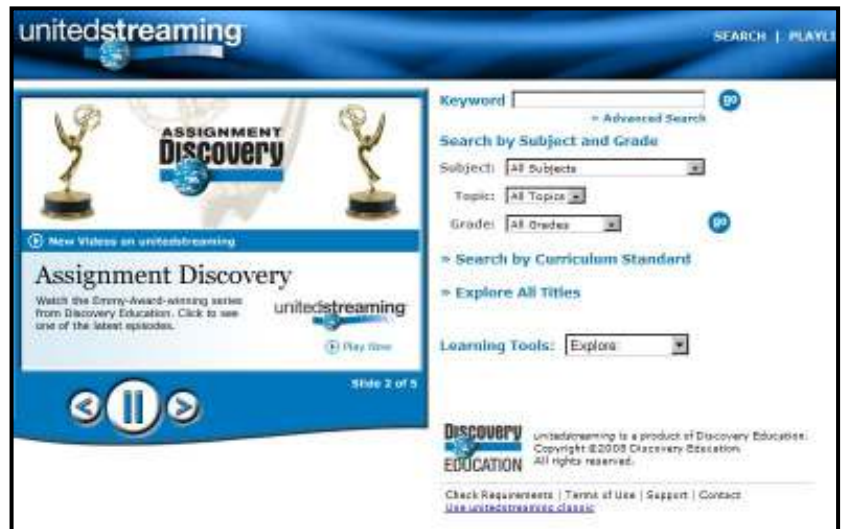 unitedstreaming
SEARCH | PLAYLI
ASSIGNMENT
DISCOVERY
New Videos on unitedstreaming
Assignment Discovery
Watch the Emmy-Award-winning series
from Discovery Education. Click to see
one of the latest episodes.
unitedstreaming
Play Now
Slide 2 of 5
Keyword
go
» Advanced Search
Search by Subject and Grade
Subject: All Subjects
Topic: All Topics
Grade: All Grades
go
» Search by Curriculum Standard
» Explore All Titles
Learning Tools: Explore
DISCOVERY
EDUCATION
unitedstreaming is a product of Discovery Education.
Copyright ©2008 Discovery Education
All rights reserved.
Check Requirements | Terms of Use | Support | Contact
Use unitedstreaming classic